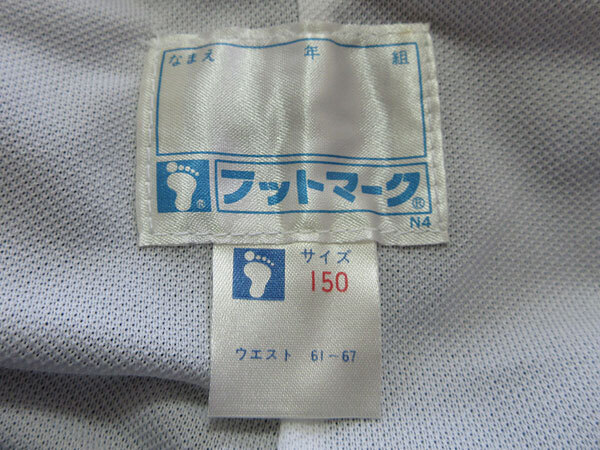 なまえ 年 組
フットマーク®
N4
サイズ
150
ウエスト 61~67